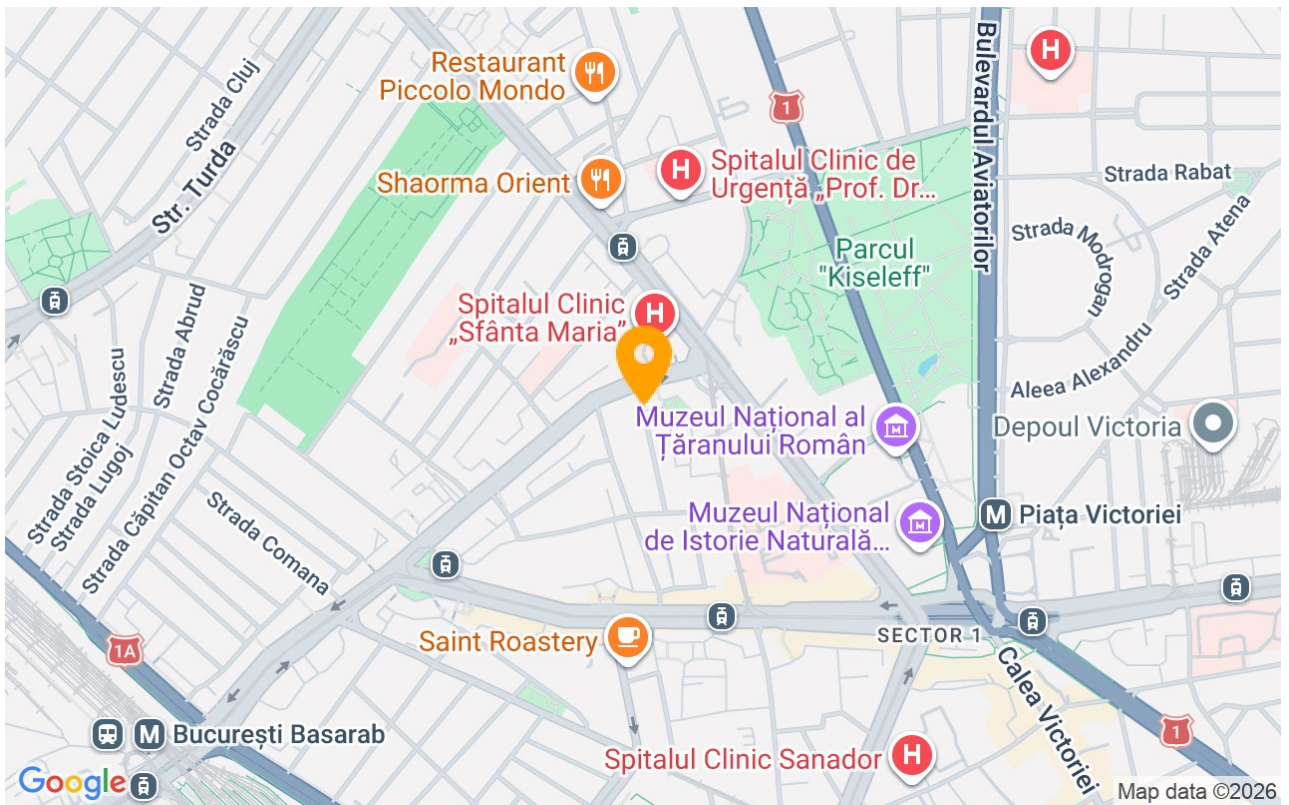 Restaurant
Piccolo Mondo
Strada Cluj
Str. Turda
1
Bulevardul Aviatorilor
H
Shaorma Orient
H
Spitalul Clinic de
Urgență „Prof. Dr...
Strada Rabat
Strada Modrogan
Strada Atena
Parcul
"Kiseleff"
Spitalul Clinic
„Sfânta Maria”
H
Strada Abrud
Strada Stoica Ludescu
Strada Lugoj
Strada Căpitan Octav Cocărăscu
Aleea Alexandru
Muzeul Național al
Țăranului Român
M
Depoul Victoria
Strada Comana
Muzeul Național
de Istorie Naturală...
M
M Piața Victoriei
1A
Saint Roastery
SECTOR 1
Calea Victoriei
M București Basarab
Spitalul Clinic Sanador
H
1
Google
Map data ©2026